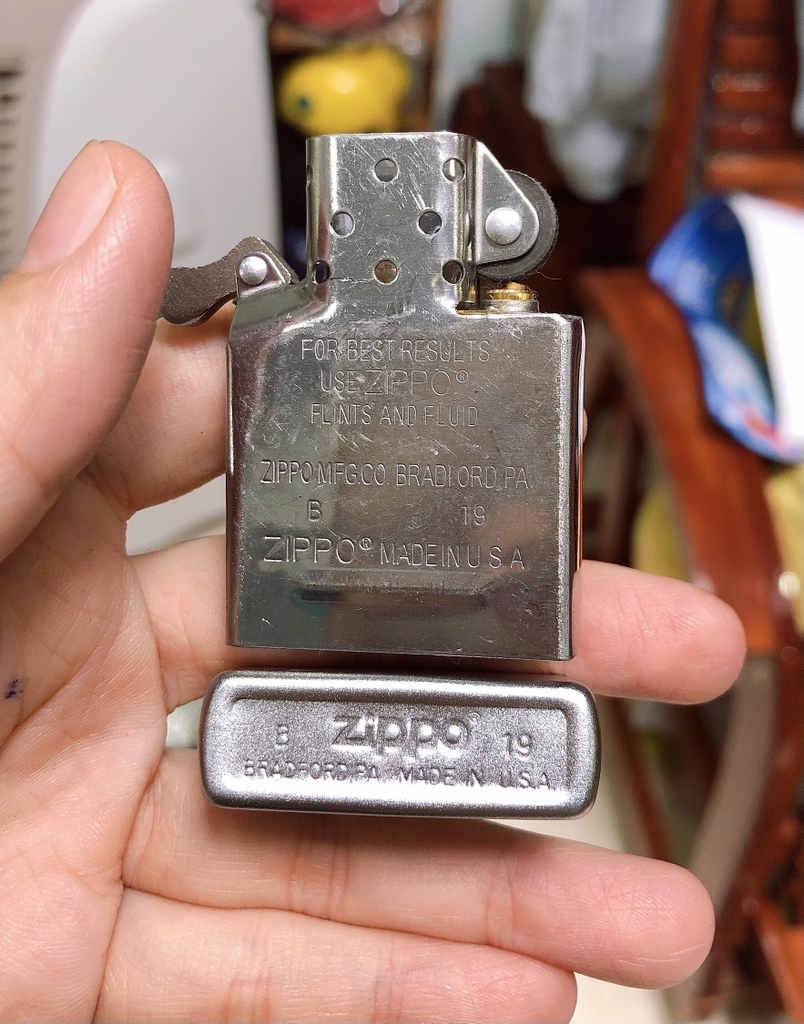 FOR BEST RESULTS
USE ZIPPO®
FLINTS AND FLUID
ZIPPO MFG.CO. BRADFORD, PA.
B 19
ZIPPO® MADE IN U.S.A
B zippo® 19
BRADFORD, PA. MADE IN U.S.A.